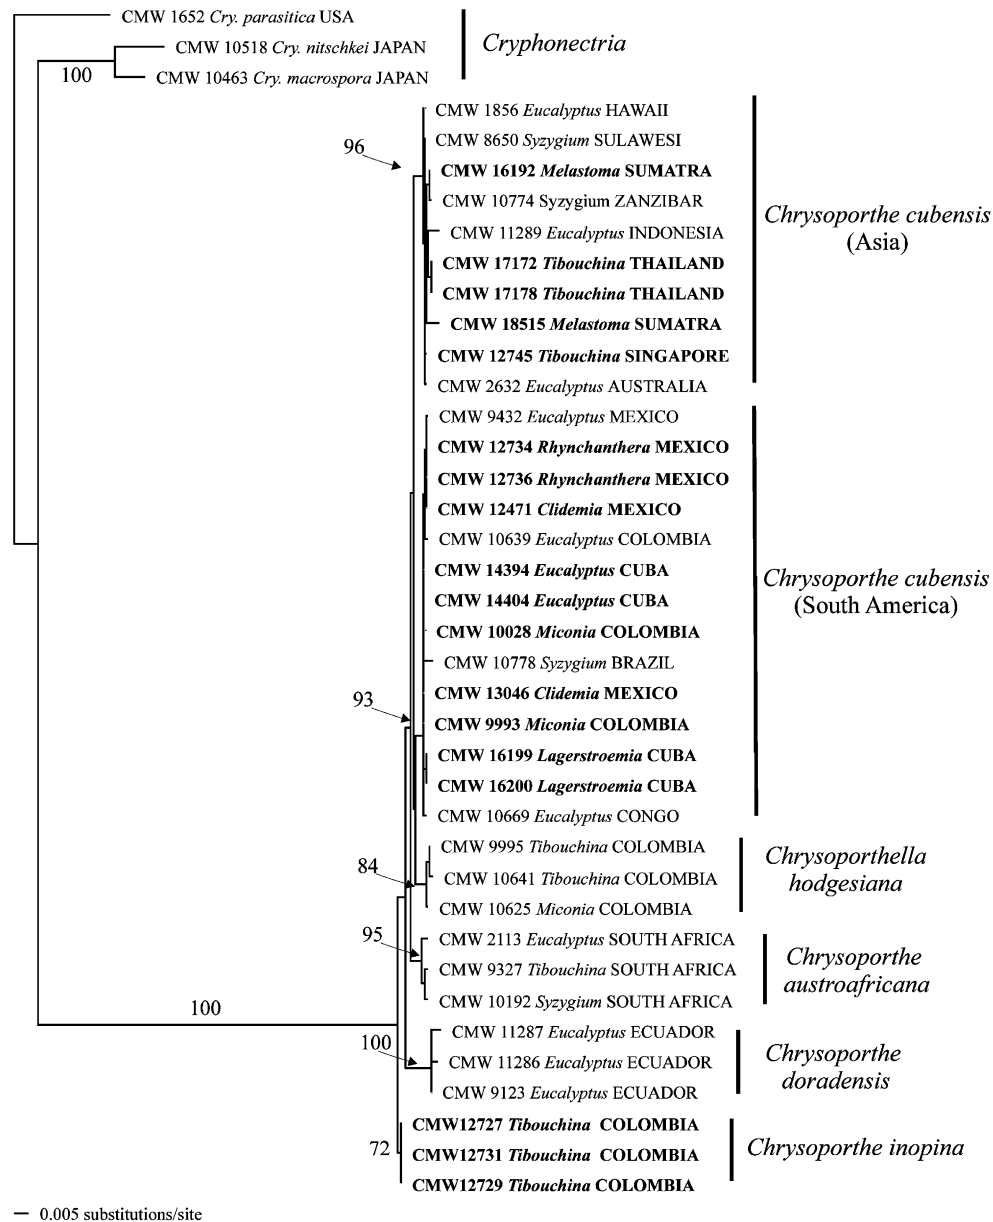 CMW 1652 Cry. parasitica USA
CMW 10518 Cry. nitschkei JAPAN
Cryphonectria
100
CMW 10463 Cry. macrospora JAPAN
CMW 1856 Eucalyptus HAWAII
CMW 8650 Syzygium SULAWESI
96
CMW 16192 Melastoma SUMATRA
CMW 10774 Syzygium ZANZIBAR
Chrysoporthe cubensis
(Asia)
CMW 11289 Eucalyptus INDONESIA
CMW 17172 Tibouchina THAILAND
CMW 17178 Tibouchina THAILAND
CMW 18515 Melastoma SUMATRA
CMW 12745 Tibouchina SINGAPORE
CMW 2632 Eucalyptus AUSTRALIA
CMW 9432 Eucalyptus MEXICO
CMW 12734 Rhynchanthera MEXICO
CMW 12736 Rhynchanthera MEXICO
CMW 12471 Clidemia MEXICO
CMW 10639 Eucalyptus COLOMBIA
CMW 14394 Eucalyptus CUBA
Chrysoporthe cubensis
(South America)
CMW 14404 Eucalyptus CUBA
CMW 10028 Miconia COLOMBIA
CMW 10778 Syzygium BRAZIL
CMW 13046 Clidemia MEXICO
93
CMW 9993 Miconia COLOMBIA
CMW 16199 Lagerstroemia CUBA
CMW 16200 Lagerstroemia CUBA
CMW 10669 Eucalyptus CONGO
CMW 9995 Tibouchina COLOMBIA
84
CMW 10641 Tibouchina COLOMBIA
Chrysoporthella
hodgesiana
CMW 10625 Miconia COLOMBIA
95
CMW 2113 Eucalyptus SOUTH AFRICA
CMW 9327 Tibouchina SOUTH AFRICA
Chrysoporthe
austroafricana
CMW 10192 Syzygium SOUTH AFRICA
100
CMW 11287 Eucalyptus ECUADOR
100
CMW 11286 Eucalyptus ECUADOR
Chrysoporthe
doradensis
CMW 9123 Eucalyptus ECUADOR
CMW12727 Tibouchina COLOMBIA
72
CMW12731 Tibouchina COLOMBIA
Chrysoporthe inopina
CMW12729 Tibouchina COLOMBIA
0.005 substitutions/site